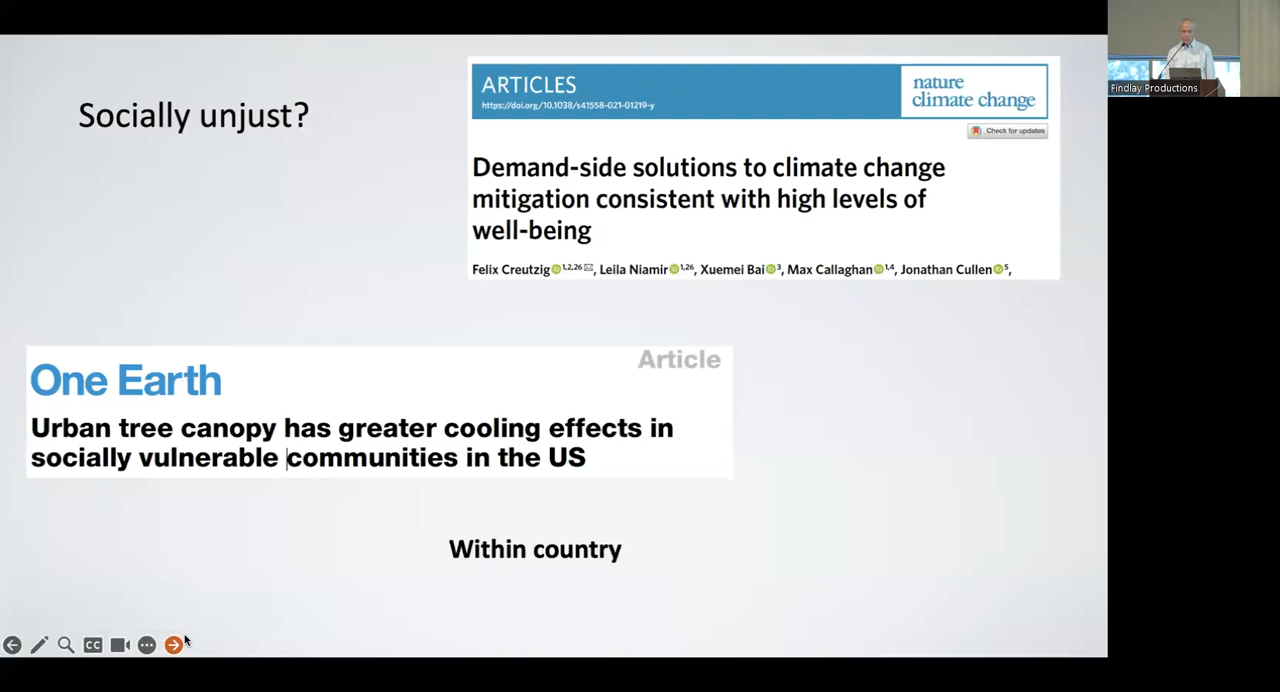 Socially unjust?
ARTICLES
https://doi.org/10.1038/s41558-021-01219-y
nature
climate change
Check for updates
Demand-side solutions to climate change
mitigation consistent with high levels of
well-being
Felix Creutzig 1,2,26, Leila Niamir 1,26, Xuemei Bai 3, Max Callaghan 1,4, Jonathan Cullen 5,
One Earth
Article
Urban tree canopy has greater cooling effects in
socially vulnerable communities in the US
Within country
CC
Findlay Productions